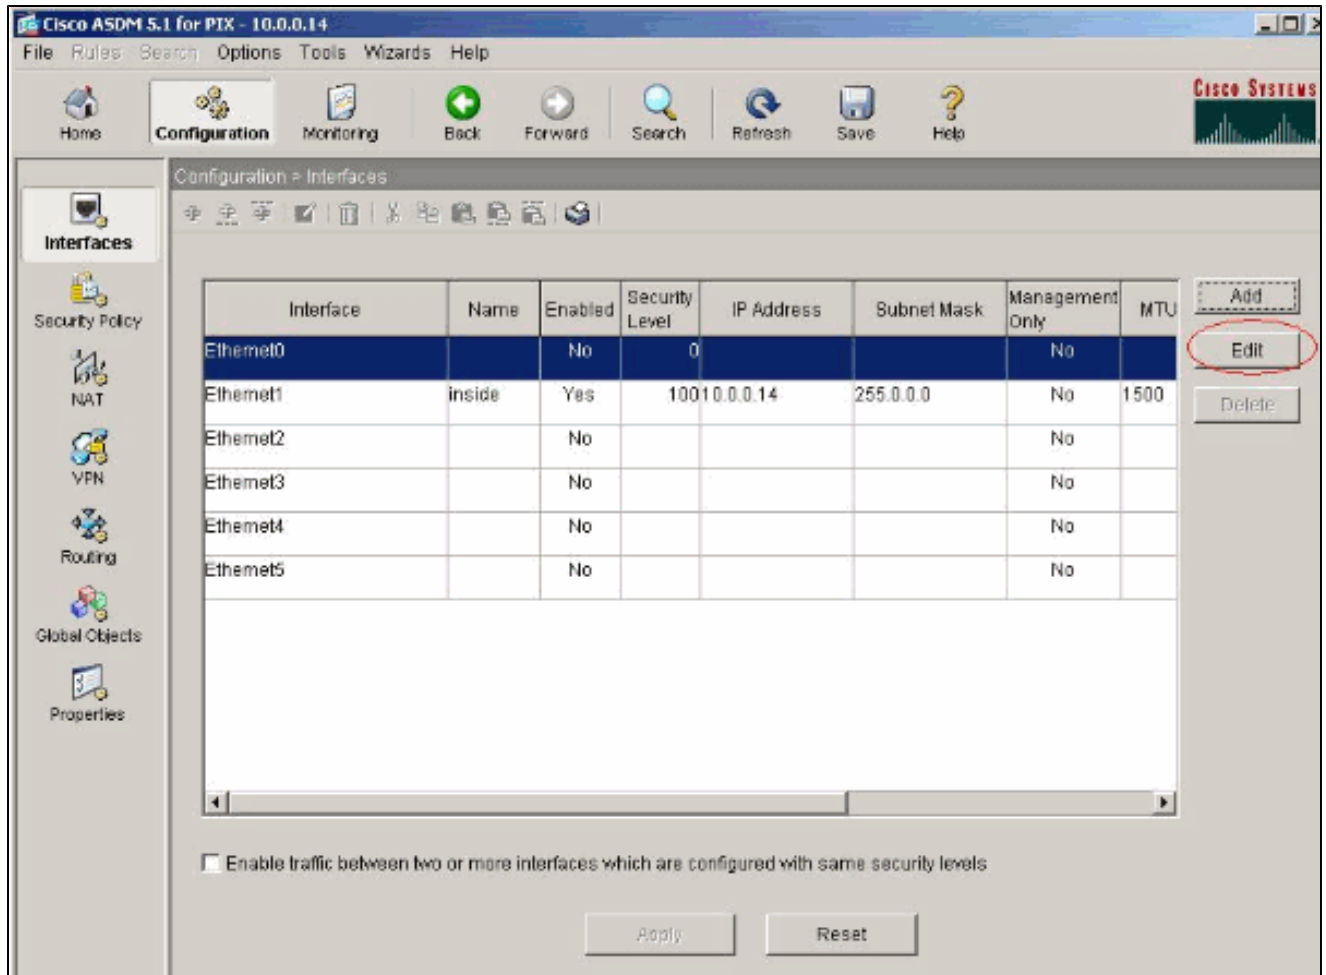 Cisco ASDM 5.1 for PIX - 10.0.0.14
File Rules Search Options Tools Wizards Help
Home Configuration Monitoring Back Forward Search Refresh Save Help
CISCO SYSTEMS
Configuration > Interfaces
Interfaces
Security Policy
NAT
VPN
Routing
Global Objects
Properties
Interface Name Enabled Security Level IP Address Subnet Mask Management Only MTU
Ethernet0 No 0 No
Ethernet1 inside Yes 100 10.0.0.14 255.0.0.0 No 1500
Ethernet2 No No
Ethernet3 No No
Ethernet4 No No
Ethernet5 No No
Add
Edit
Delete
Enable traffic between two or more interfaces which are configured with same security levels
Apply Reset